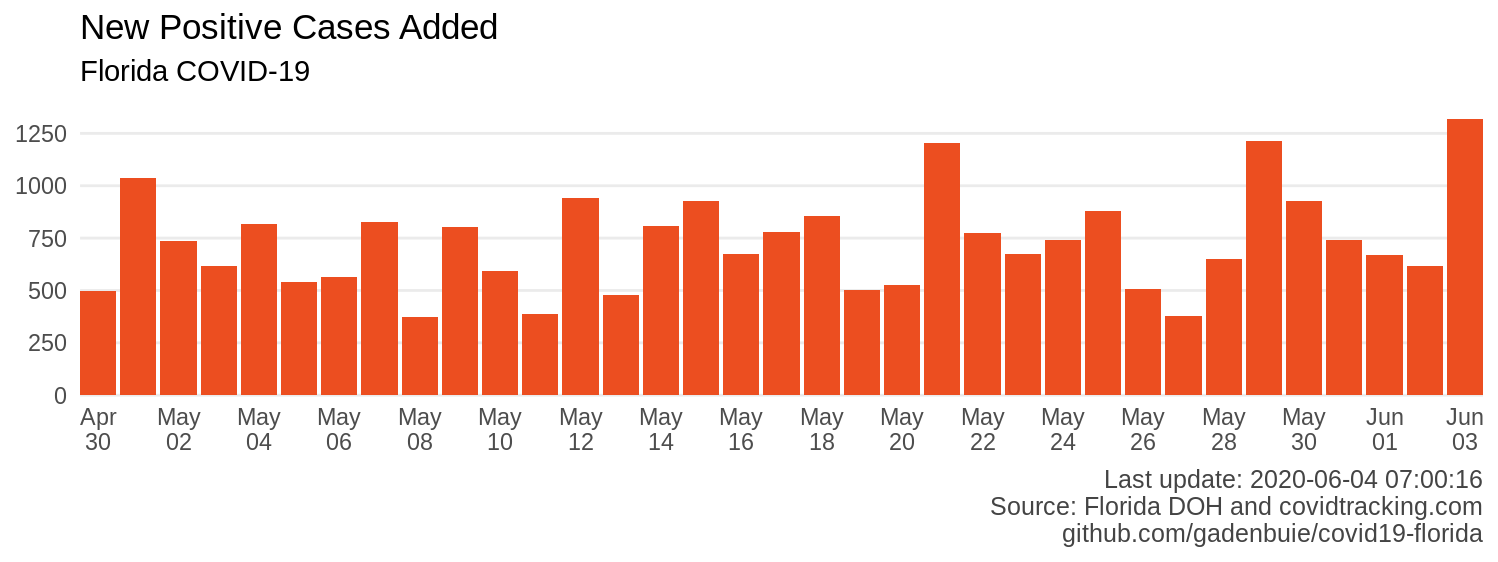 New Positive Cases Added
Florida COVID-19
1250
1000
750
500
250
0
Apr May May May May May May May May May May May May May May May Jun Jun
30 02 04 06 08 10 12 14 16 18 20 22 24 26 28 30 01 03
Last update: 2020-06-04 07:00:16
Source: Florida DOH and covidtracking.com
github.com/gadenbuie/covid19-florida